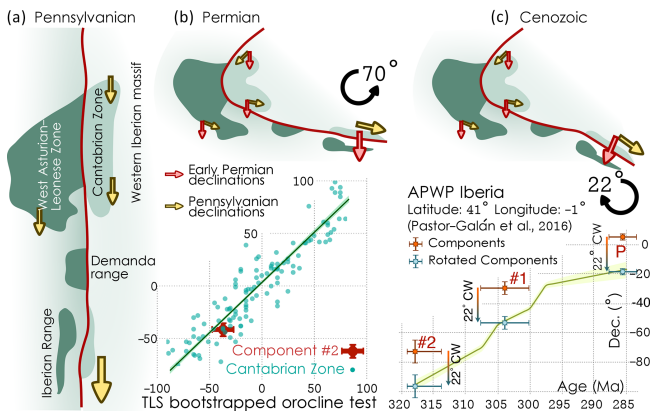 (a) Pennsylvanian
(b) Permian
(c) Cenozoic
West Asturian-
Leonese Zone
Cantabrian Zone
Western Iberian massif
Demanda
range
Iberian Range
70°
22°
Early Permian
declinations
Pennsylvanian
declinations
100
50
0
−50
−100
−50
0
50
100
Component #2
Cantabrian Zone
TLS bootstrapped orocline test
APWP Iberia
Latitude: 41° Longitude: −1°
(Pastor-Galán et al., 2016)
Components
Rotated Components
22° CW
P
#1
22° CW
#2
22° CW
0
−20
−40
−60
−80
Dec. (°)
Age (Ma)
320
315
305
295
285